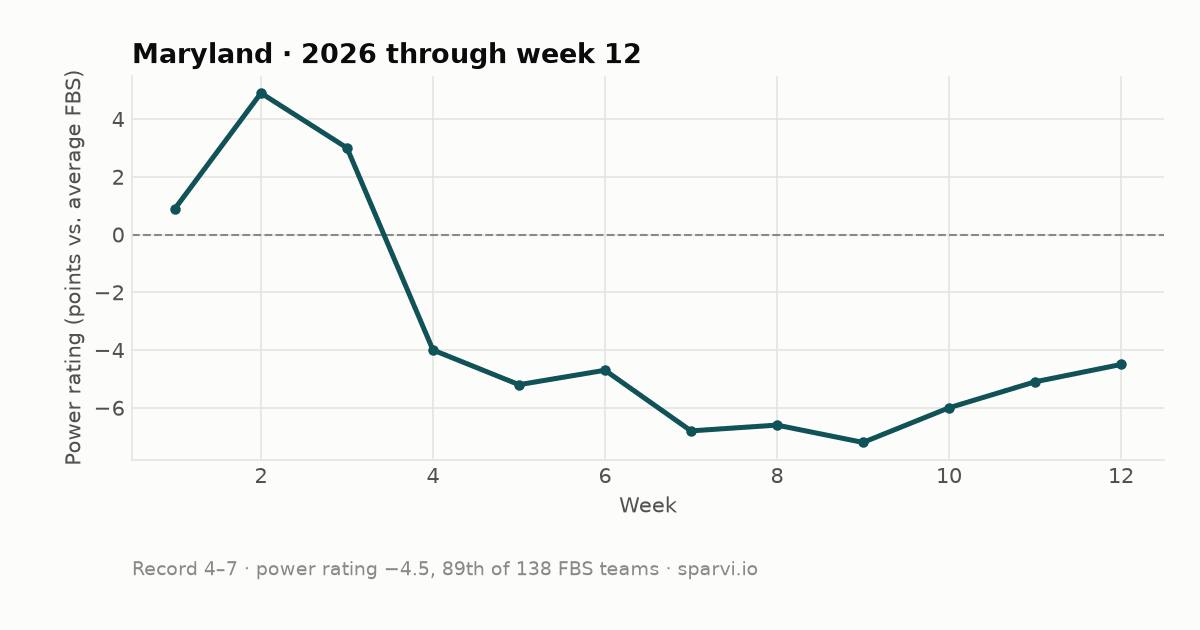 Maryland · 2026 through week 12
Power rating (points vs. average FBS)
4
2
0
−2
−4
−6
2 4 6 8 10 12
Week
Record 4–7 · power rating −4.5, 89th of 138 FBS teams · sparvi.io